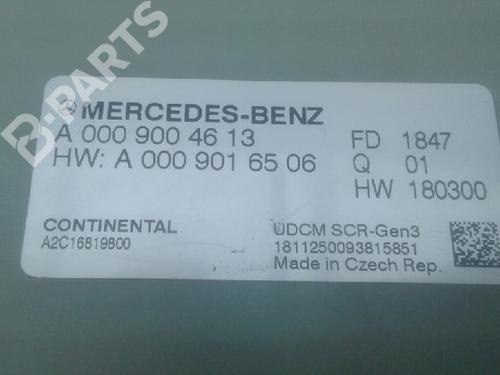 B-PARTS
MERCEDES-BENZ
A 000 900 46 13 FD 1847
HW: A 000 901 65 06 Q 01
HW 180300
CONTINENTAL UDCM SCR-Gen3
A2C16819800 1811250093815851
Made in Czech Rep.